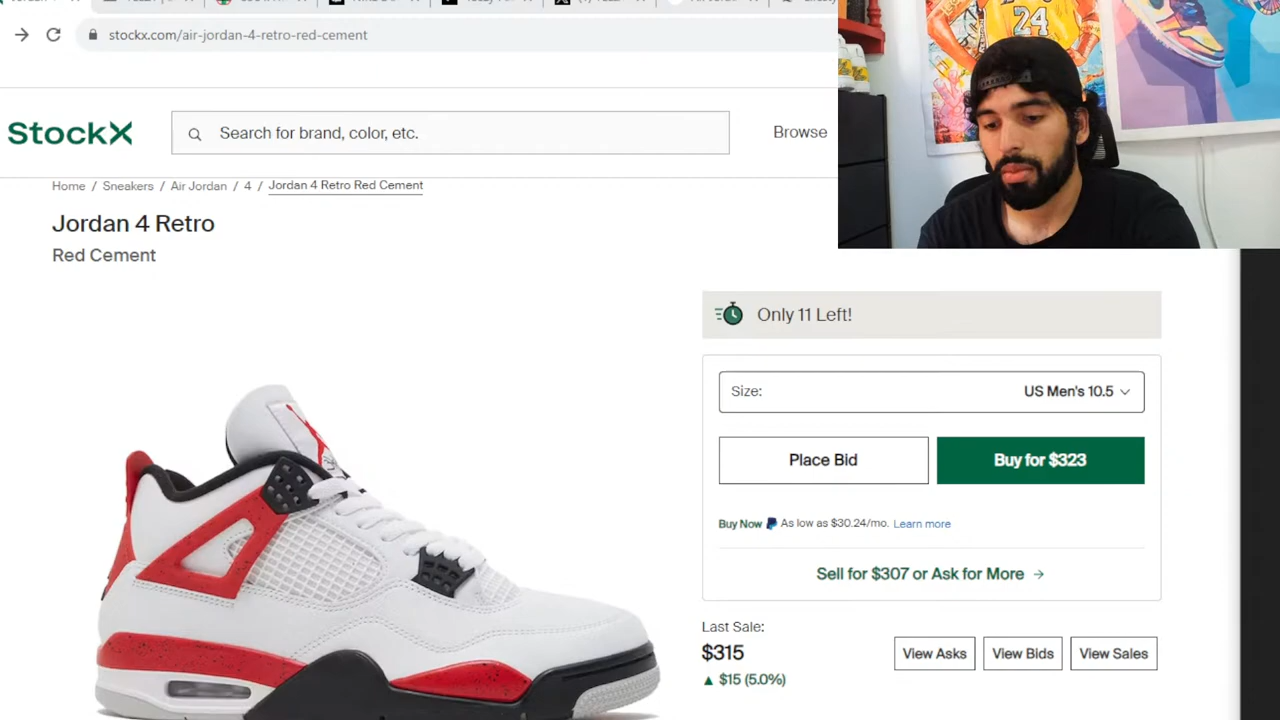 stockx.com/air-jordan-4-retro-red-cement
24
StockX
Search for brand, color, etc.
Browse
Home / Sneakers / Air Jordan / 4 / Jordan 4 Retro Red Cement
Jordan 4 Retro
Red Cement
Only 11 Left!
Size: US Men's 10.5
Place Bid
Buy for $323
Buy Now As low as $30.24/mo. Learn more
Sell for $307 or Ask for More →
Last Sale:
$315
▲ $15 (5.0%)
View Asks
View Bids
View Sales